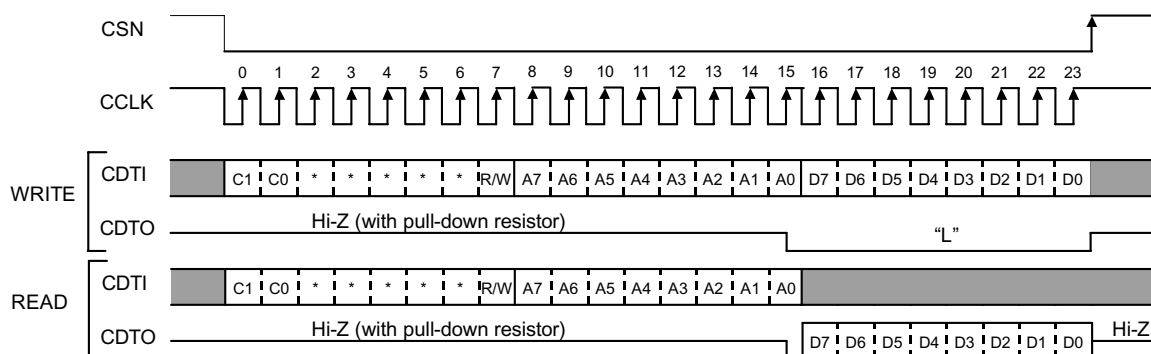 CSN
0 1 2 3 4 5 6 7 8 9 10 11 12 13 14 15 16 17 18 19 20 21 22 23
CCLK
WRITE
CDTI C1 C0 * * * * * R/W A7 A6 A5 A4 A3 A2 A1 A0 D7 D6 D5 D4 D3 D2 D1 D0
Hi-Z (with pull-down resistor)
CDTO “L”
READ
CDTI C1 C0 * * * * * R/W A7 A6 A5 A4 A3 A2 A1 A0
Hi-Z (with pull-down resistor) Hi-Z
CDTO D7 D6 D5 D4 D3 D2 D1 D0